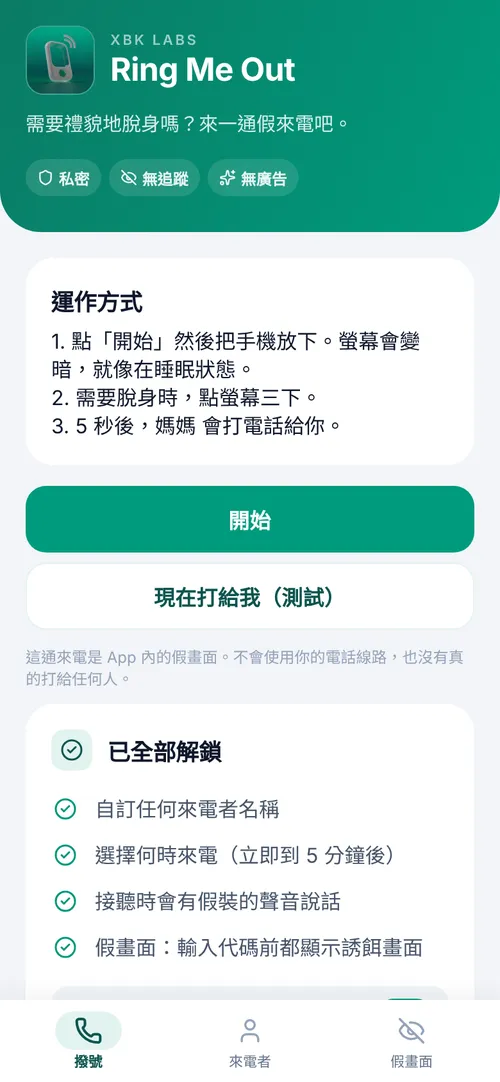 XBK LABS
Ring Me Out
需要禮貌地脫身嗎？來一通假來電吧。
私密
無追蹤
無廣告
運作方式
1. 點「開始」然後把手機放下。螢幕會變
暗，就像在睡眠狀態。
2. 需要脫身時，點螢幕三下。
3. 5 秒後，媽媽 會打電話給你。
開始
現在打給我（測試）
這通來電是 App 內的假畫面。不會使用你的電話線路，也沒有真
的打給任何人。
已全部解鎖
自訂任何來電者名稱
選擇何時來電（立即到 5 分鐘後）
接聽時會有假裝的聲音說話
假畫面：輸入代碼前都顯示誘餌畫面
撥號
來電者
假畫面